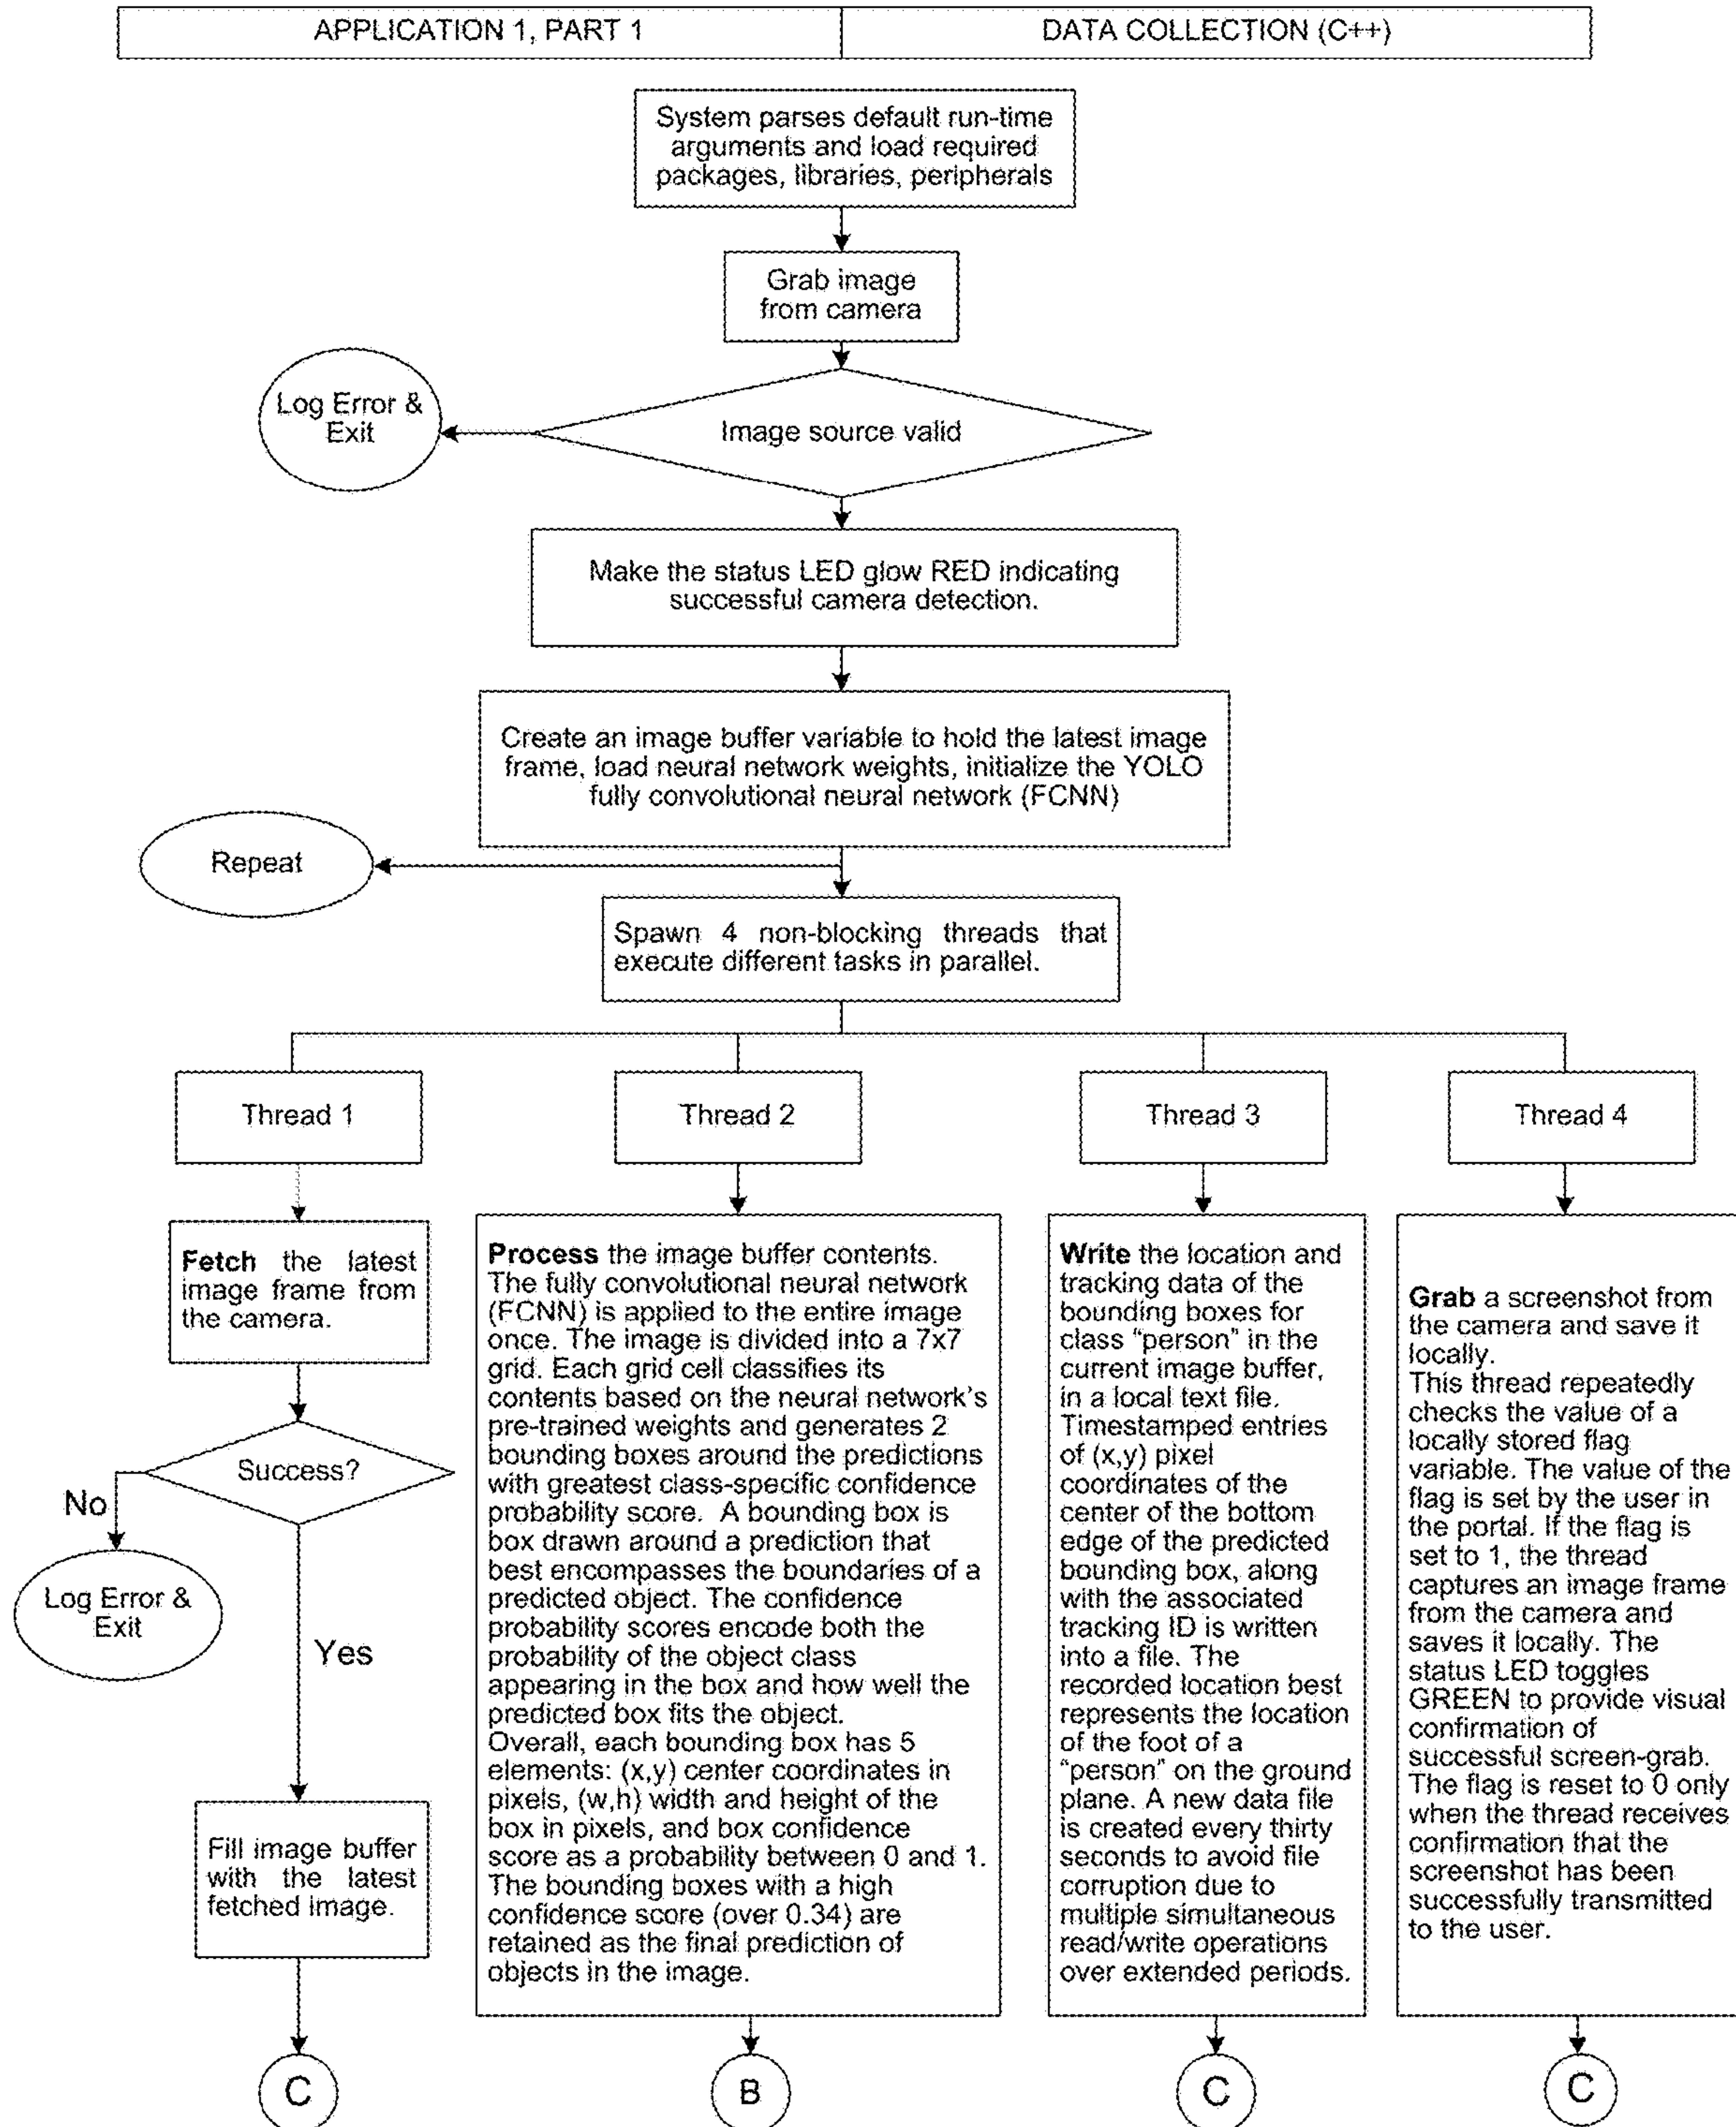 APPLICATION 1, PART 1
DATA COLLECTION (C++)
System parses default run-time
arguments and load required
packages, libraries, peripherals
Grab image
from camera
Log Error &
Exit
Image source valid
Make the status LED glow RED indicating
successful camera detection.
Create an image buffer variable to hold the latest image
frame, load neural network weights, initialize the YOLO
fully convolutional neural network (FCNN)
Repeat
Spawn 4 non-blocking threads that
execute different tasks in parallel.
Thread 1
Thread 2
Thread 3
Thread 4
Fetch the latest
image frame from
the camera.
Success?
No
Log Error &
Exit
Yes
Fill image buffer
with the latest
fetched image.
C
Process the image buffer contents.
The fully convolutional neural network
(FCNN) is applied to the entire image
once. The image is divided into a 7x7
grid. Each grid cell classifies its
contents based on the neural network's
pre-trained weights and generates 2
bounding boxes around the predictions
with greatest class-specific confidence
probability score. A bounding box is
box drawn around a prediction that
best encompasses the boundaries of a
predicted object. The confidence
probability scores encode both the
probability of the object class
appearing in the box and how well the
predicted box fits the object.
Overall, each bounding box has 5
elements: (x,y) center coordinates in
pixels, (w,h) width and height of the
box in pixels, and box confidence
score as a probability between 0 and 1.
The bounding boxes with a high
confidence score (over 0.34) are
retained as the final prediction of
objects in the image.
B
Write the location and
tracking data of the
bounding boxes for
class "person" in the
current image buffer,
in a local text file.
Timestamped entries
of (x,y) pixel
coordinates of the
center of the bottom
edge of the predicted
bounding box, along
with the associated
tracking ID is written
into a file. The
recorded location best
represents the location
of the foot of a
"person" on the ground
plane. A new data file
is created every thirty
seconds to avoid file
corruption due to
multiple simultaneous
read/write operations
over extended periods.
C
Grab a screenshot from
the camera and save it
locally.
This thread repeatedly
checks the value of a
locally stored flag
variable. The value of the
flag is set by the user in
the portal. If the flag is
set to 1, the thread
captures an image frame
from the camera and
saves it locally. The
status LED toggles
GREEN to provide visual
confirmation of
successful screen-grab.
The flag is reset to 0 only
when the thread receives
confirmation that the
screenshot has been
successfully transmitted
to the user.
C